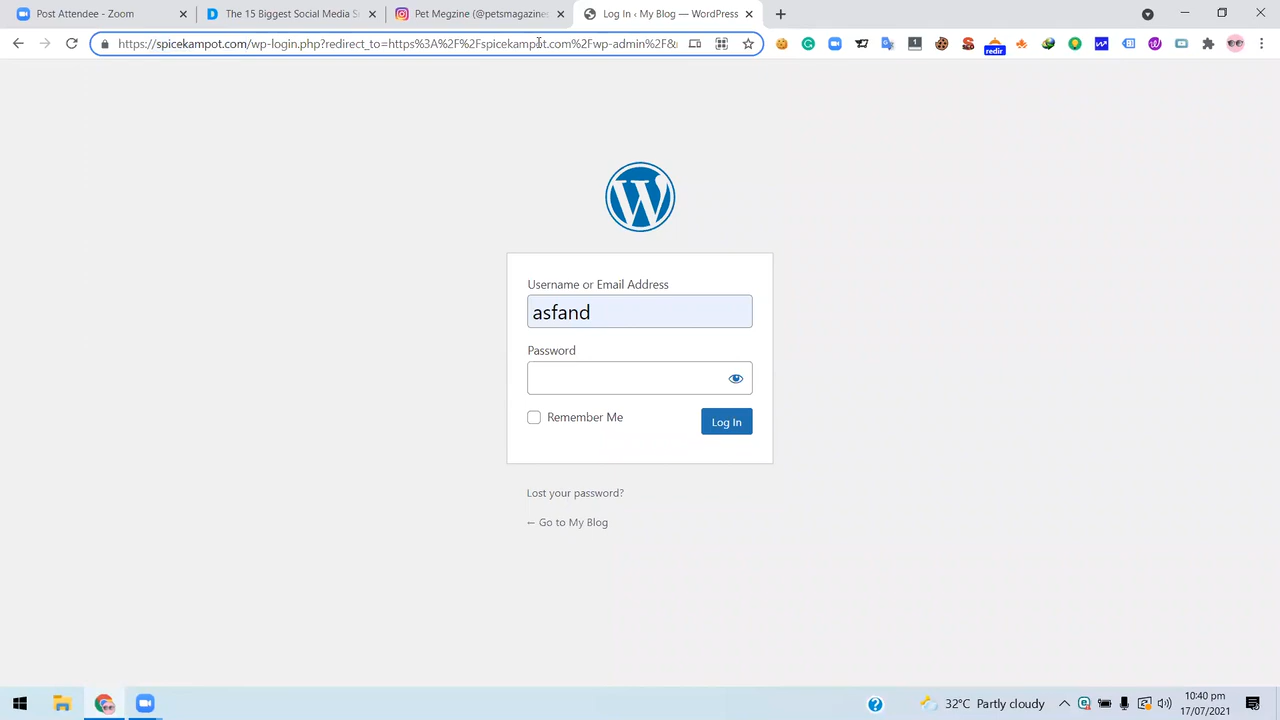 Post Attendee - Zoom
The 15 Biggest Social Media S
Pet Megzine (@petsmagazines
Log In ‹ My Blog — WordPress
https://spicekampot.com/wp-login.php?redirect_to=https%3A%2F%2Fspicekampot.com%2Fwp-admin%2F&
redir
Username or Email Address
asfand
Password
Remember Me
Log In
Lost your password?
← Go to My Blog
32°C Partly cloudy
10:40 pm
17/07/2021